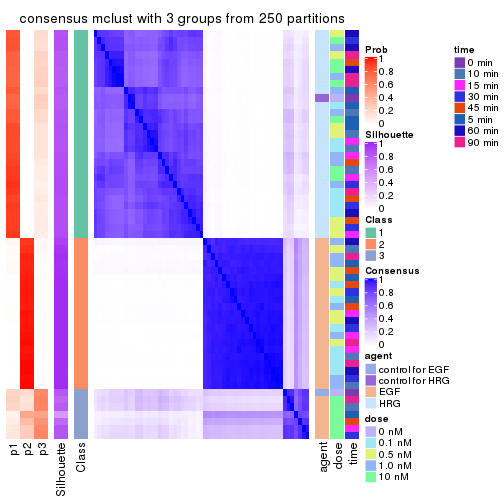 consensus mclust with 3 groups from 250 partitions
Prob
1
0.8
0.6
0.4
0.2
0
Silhouette
1
0.8
0.6
0.4
0.2
0
Class
1
2
3
Consensus
1
0.8
0.6
0.4
0.2
0
agent
control for EGF
control for HRG
EGF
HRG
dose
0 nM
0.1 nM
0.5 nM
1.0 nM
10 nM
time
0 min
10 min
15 min
30 min
45 min
5 min
60 min
90 min
p1
p2
p3
Silhouette
Class
agent
dose
time